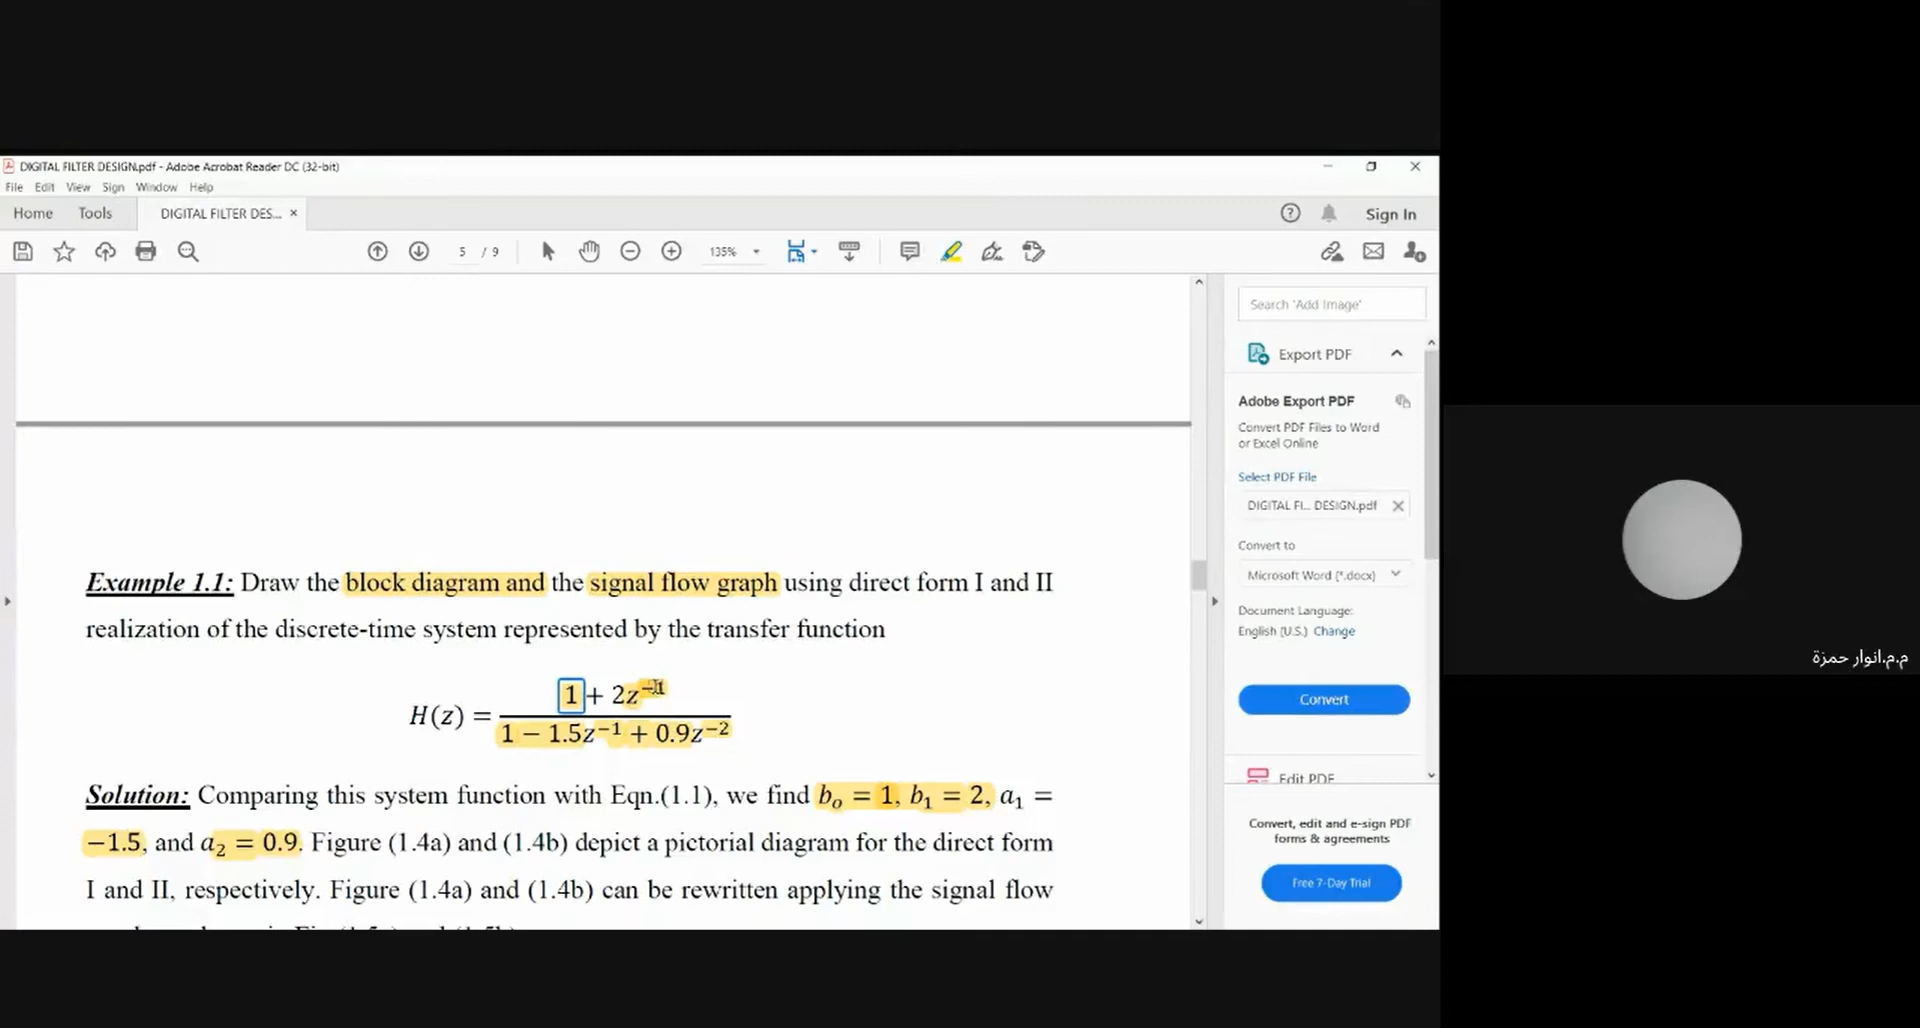 DIGITAL FILTER DESIGN.pdf - Adobe Acrobat Reader DC (32-bit)
File Edit View Sign Window Help
Home Tools DIGITAL FILTER DES... × Sign In
5 / 9 135%
Search 'Add Image'
Export PDF
Adobe Export PDF
Convert PDF Files to Word
or Excel Online
Select PDF File
DIGITAL FI... DESIGN.pdf
Convert to
Microsoft Word (*.docx)
Document Language:
English (U.S.) Change
Convert
Edit PDF
Convert, edit and e-sign PDF
forms & agreements
Free 7-Day Trial
Example 1.1: Draw the block diagram and the signal flow graph using direct form I and II
realization of the discrete-time system represented by the transfer function
H(z) = (1 + 2z⁻¹) / (1 − 1.5z⁻¹ + 0.9z⁻²)
Solution: Comparing this system function with Eqn.(1.1), we find bₒ = 1, b₁ = 2, a₁ =
−1.5, and a₂ = 0.9. Figure (1.4a) and (1.4b) depict a pictorial diagram for the direct form
I and II, respectively. Figure (1.4a) and (1.4b) can be rewritten applying the signal flow
م.م.انوار حمزة